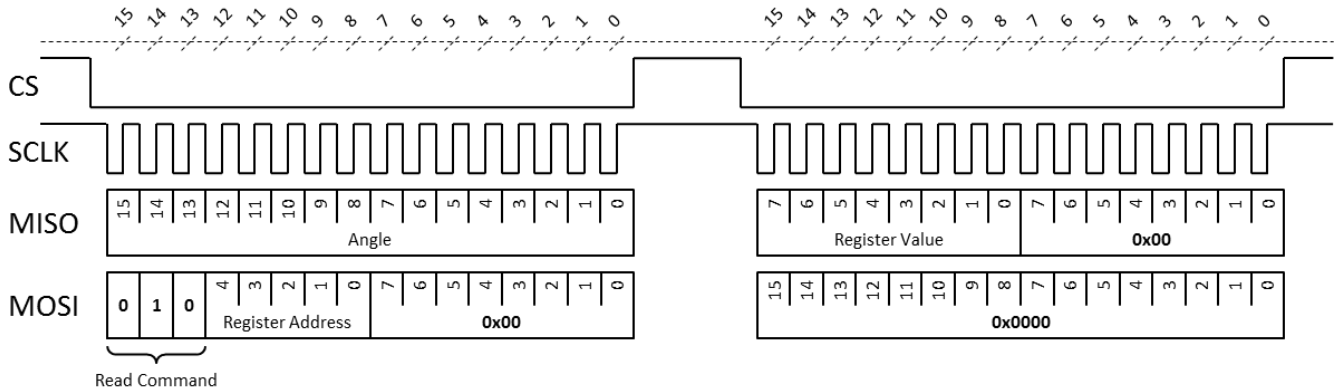 15 14 13 12 11 10 9 8 7 6 5 4 3 2 1 0 15 14 13 12 11 10 9 8 7 6 5 4 3 2 1 0
CS
SCLK
MISO 15 14 13 12 11 10 9 8 7 6 5 4 3 2 1 0 7 6 5 4 3 2 1 0 7 6 5 4 3 2 1 0
Angle Register Value 0x00
MOSI 0 1 0 4 3 2 1 0 7 6 5 4 3 2 1 0 15 14 13 12 11 10 9 8 7 6 5 4 3 2 1 0
Register Address 0x00 0x0000
Read Command